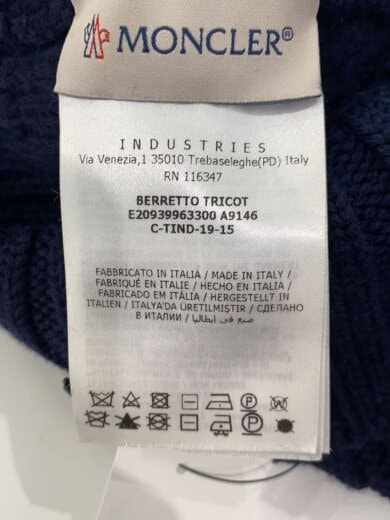 MONCLER®
INDUSTRIES
Via Venezia,1 35010 Trebaseleghe(PD) Italy
RN 116347
BERRETTO TRICOT
E20939963300 A9146
C-TIND-19-15
FABBRICATO IN ITALIA / MADE IN ITALY /
FABRIQUÉ EN ITALIE / HECHO EN ITALIA /
FABRICADO EM ITÁLIA / HERGESTELLT IN
ITALIEN / ITALYA'DA ÜRETILMIŞTIR / СДЕЛАНО
В ИТАЛИИ / صنع في ايطاليا
P
P